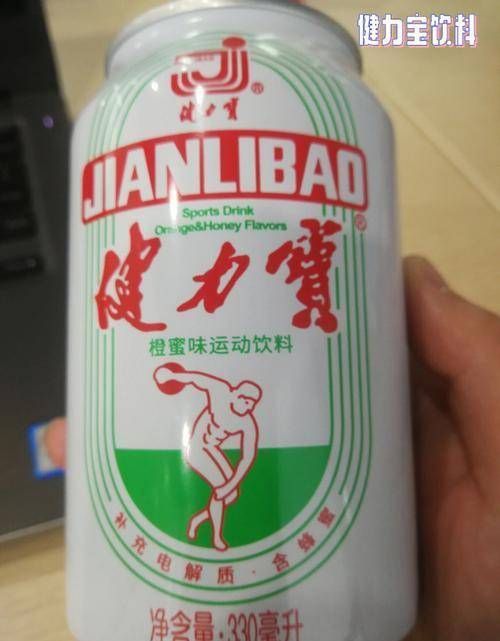 健力宝饮料
健力寶
JIANLIBAO
Sports Drink
Orange&Honey Flavors
健力寶
橙蜜味运动饮料
补充电解质·含蜂蜜
净含量:330毫升